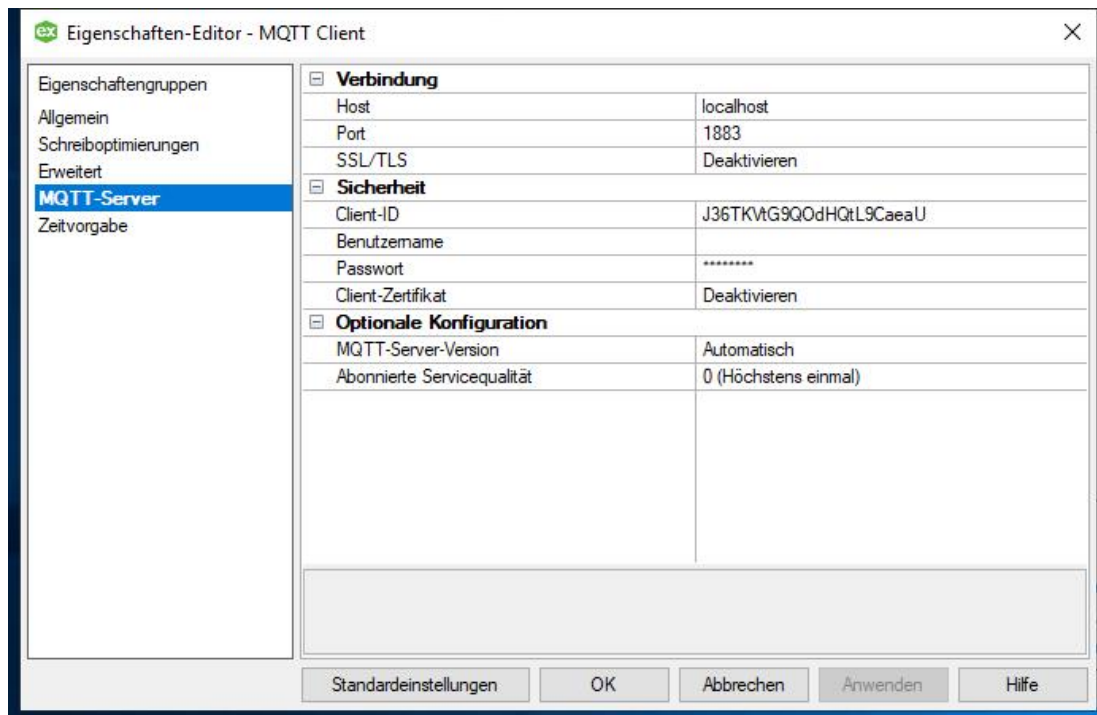 ex Eigenschaften-Editor - MQTT Client
Eigenschaftengruppen
Allgemein
Schreiboptimierungen
Erweitert
MQTT-Server
Zeitvorgabe
Verbindung
Host localhost
Port 1883
SSL/TLS Deaktivieren
Sicherheit
Client-ID J36TKVtG9QOdHQtL9CaeaU
Benutzername
Passwort ********
Client-Zertifikat Deaktivieren
Optionale Konfiguration
MQTT-Server-Version Automatisch
Abonnierte Servicequalität 0 (Höchstens einmal)
Standardeinstellungen OK Abbrechen Anwenden Hilfe